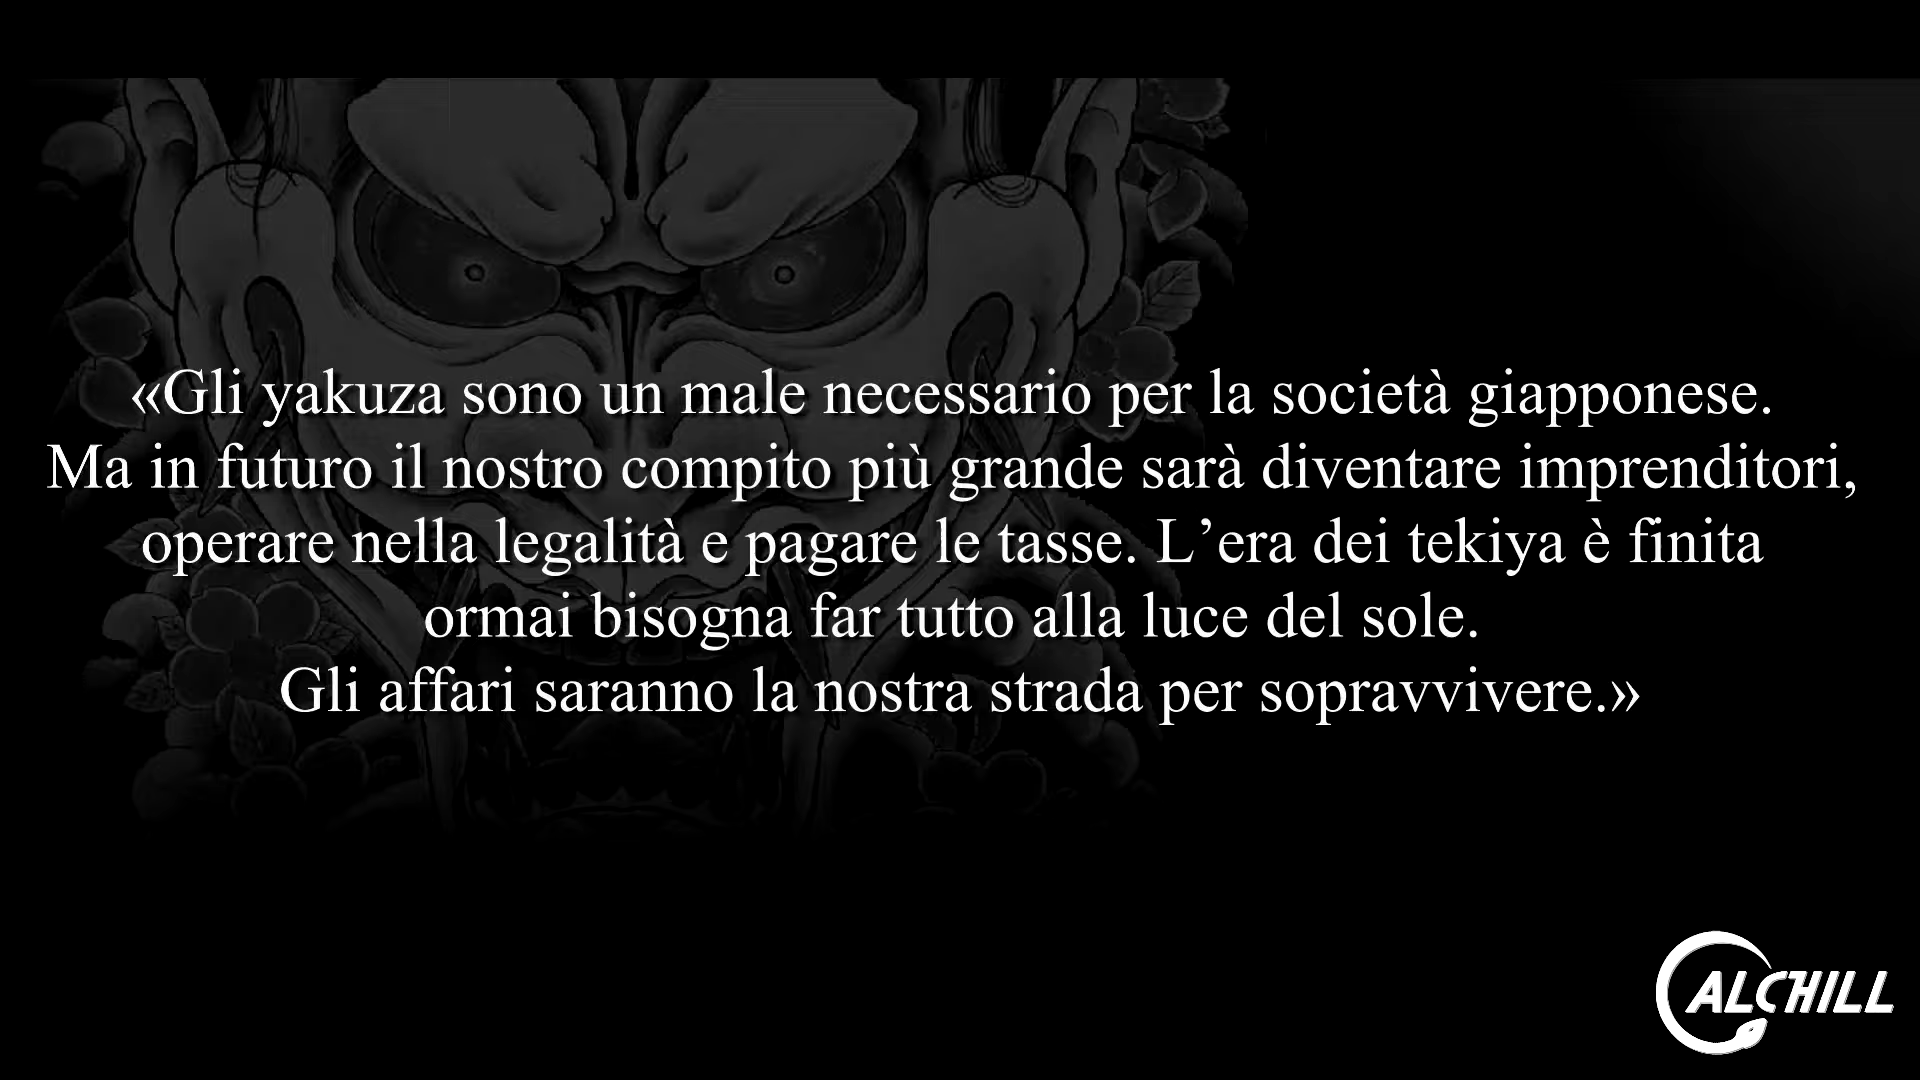 «Gli yakuza sono un male necessario per la società giapponese.
Ma in futuro il nostro compito più grande sarà diventare imprenditori,
operare nella legalità e pagare le tasse. L’era dei tekiya è finita
ormai bisogna far tutto alla luce del sole.
Gli affari saranno la nostra strada per sopravvivere.»
ALCHILL